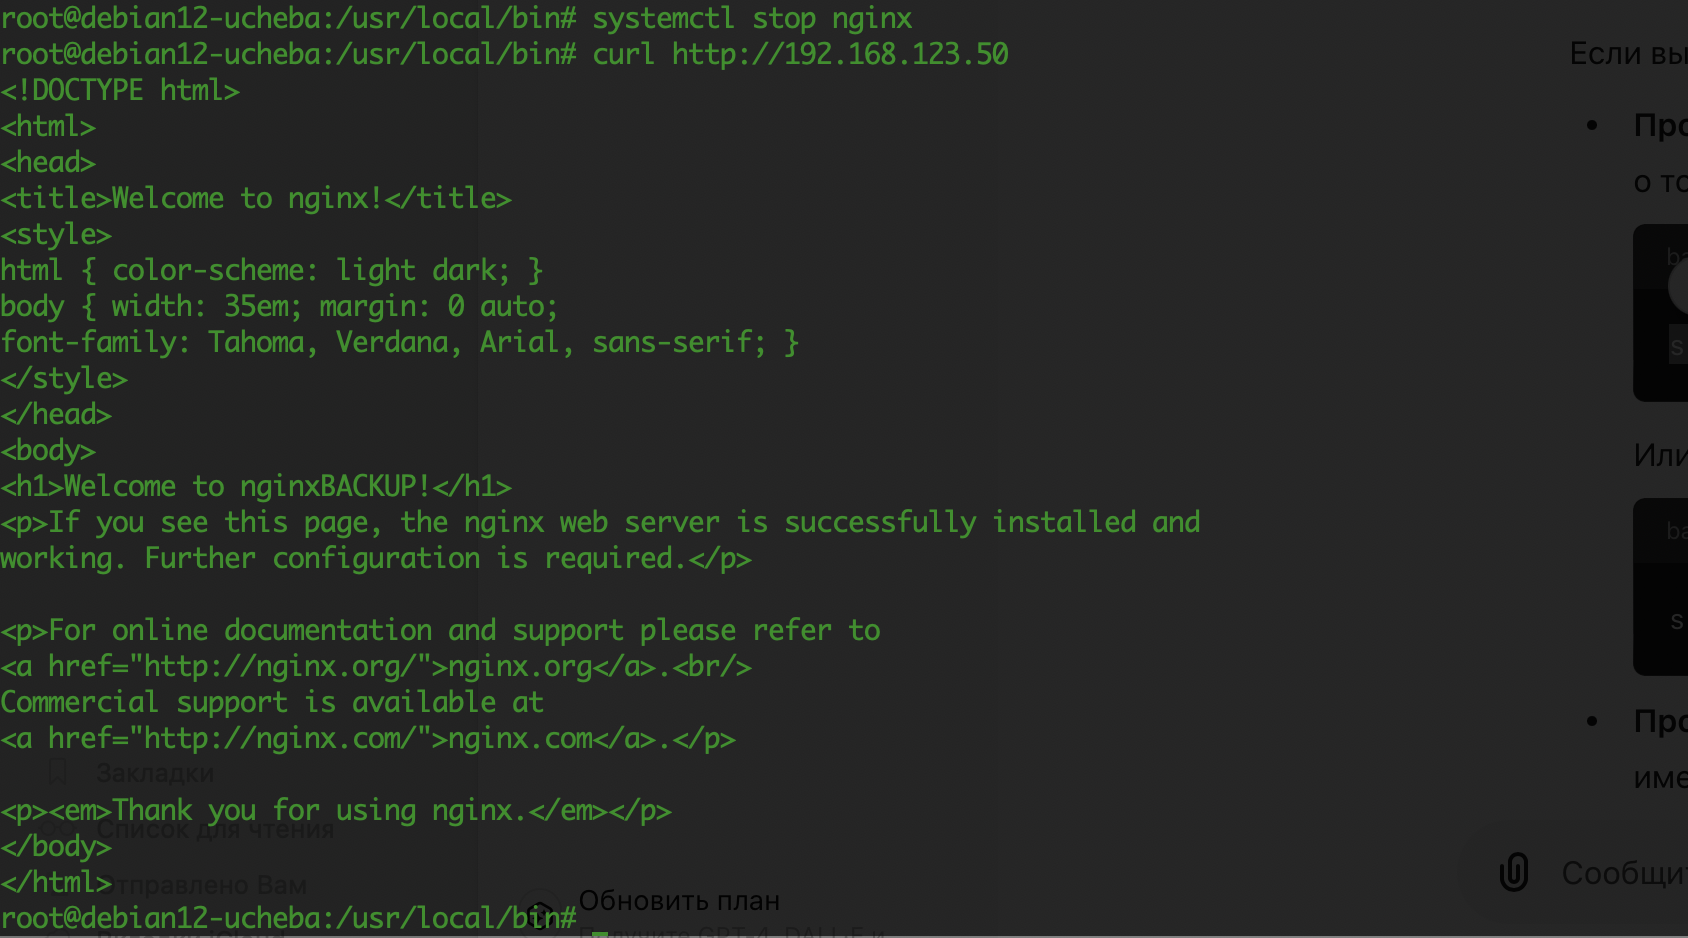 root@debian12-ucheba:/usr/local/bin# systemctl stop nginx
root@debian12-ucheba:/usr/local/bin# curl http://192.168.123.50
<!DOCTYPE html>
<html>
<head>
<title>Welcome to nginx!</title>
<style>
html { color-scheme: light dark; }
body { width: 35em; margin: 0 auto;
font-family: Tahoma, Verdana, Arial, sans-serif; }
</style>
</head>
<body>
<h1>Welcome to nginxBACKUP!</h1>
<p>If you see this page, the nginx web server is successfully installed and
working. Further configuration is required.</p>
<p>For online documentation and support please refer to
<a href="http://nginx.org/">nginx.org</a>.<br/>
Commercial support is available at
<a href="http://nginx.com/">nginx.com</a>.</p>
<p><em>Thank you for using nginx.</em></p>
</body>
</html>
root@debian12-ucheba:/usr/local/bin#
Закладки
Список для чтения
Отправлено Вам
Обновить план
Получите GPT-4, DALL·E и
Если вы
о
Или